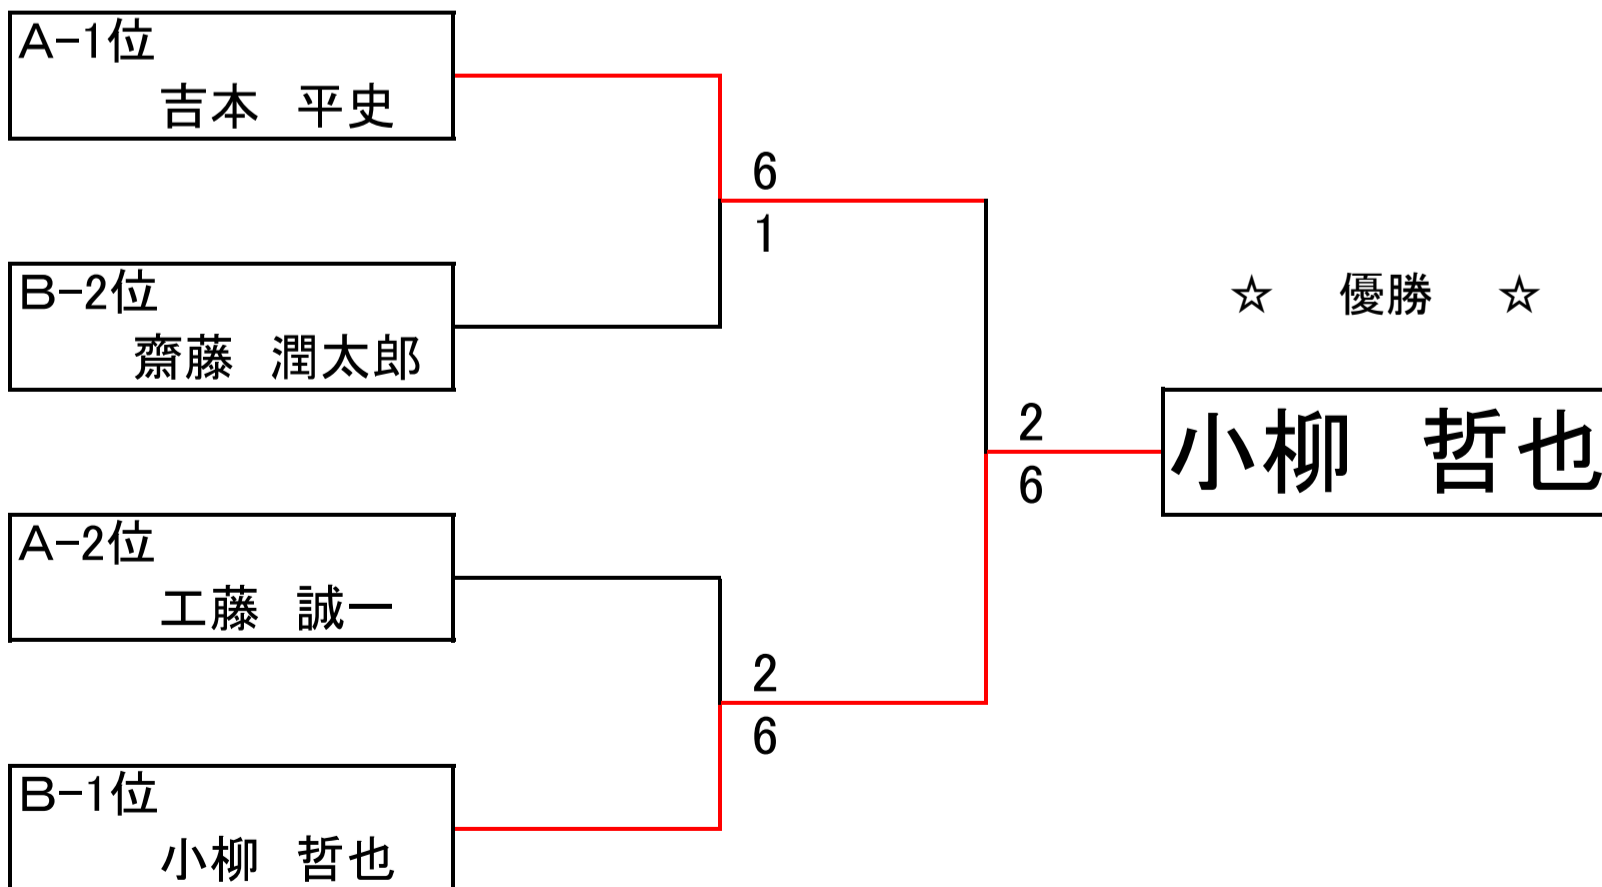 A-1位
吉本　平史
6
1
B-2位
齋藤　潤太郎
☆　優勝　☆
2
6
小柳　哲也
A-2位
工藤　誠一
2
6
B-1位
小柳　哲也